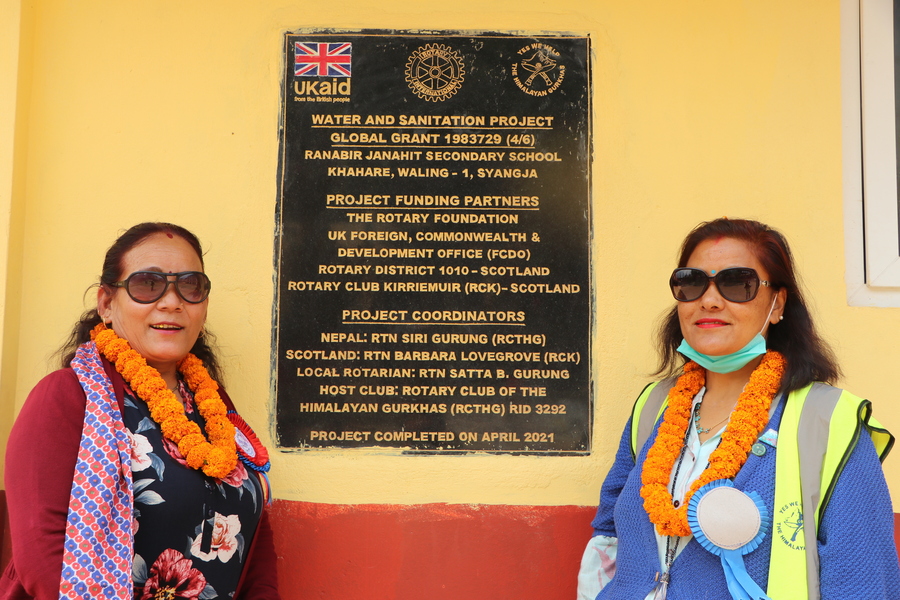 UKaid
from the British people
ROTARY
INTERNATIONAL
YES WE HELP
THE HIMALAYAN GURKHAS
WATER AND SANITATION PROJECT
GLOBAL GRANT 1983729 (4/6)
RANABIR JANAHIT SECONDARY SCHOOL
KHAHARE, WALING - 1, SYANGJA
PROJECT FUNDING PARTNERS
THE ROTARY FOUNDATION
UK FOREIGN, COMMONWEALTH &
DEVELOPMENT OFFICE (FCDO)
ROTARY DISTRICT 1010 - SCOTLAND
ROTARY CLUB KIRRIEMUIR (RCK) - SCOTLAND
PROJECT COORDINATORS
NEPAL: RTN SIRI GURUNG (RCTHG)
SCOTLAND: RTN BARBARA LOVEGROVE (RCK)
LOCAL ROTARIAN: RTN SATTA B. GURUNG
HOST CLUB: ROTARY CLUB OF THE
HIMALAYAN GURKHAS (RCTHG) RID 3292
PROJECT COMPLETED ON APRIL 2021
YES WE
THE HIMALAYA